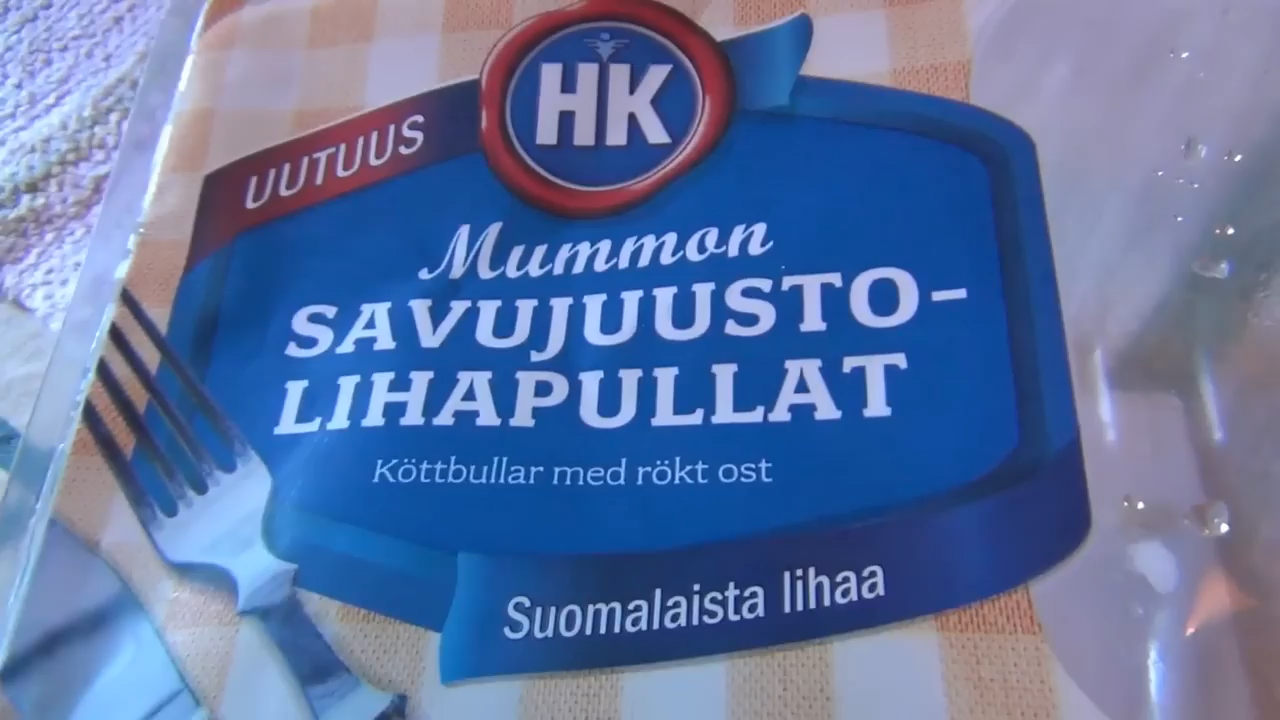 HK
UUTUUS
Mummon
SAVUJUUSTO-
LIHAPULLAT
Köttbullar med rökt ost
Suomalaista lihaa